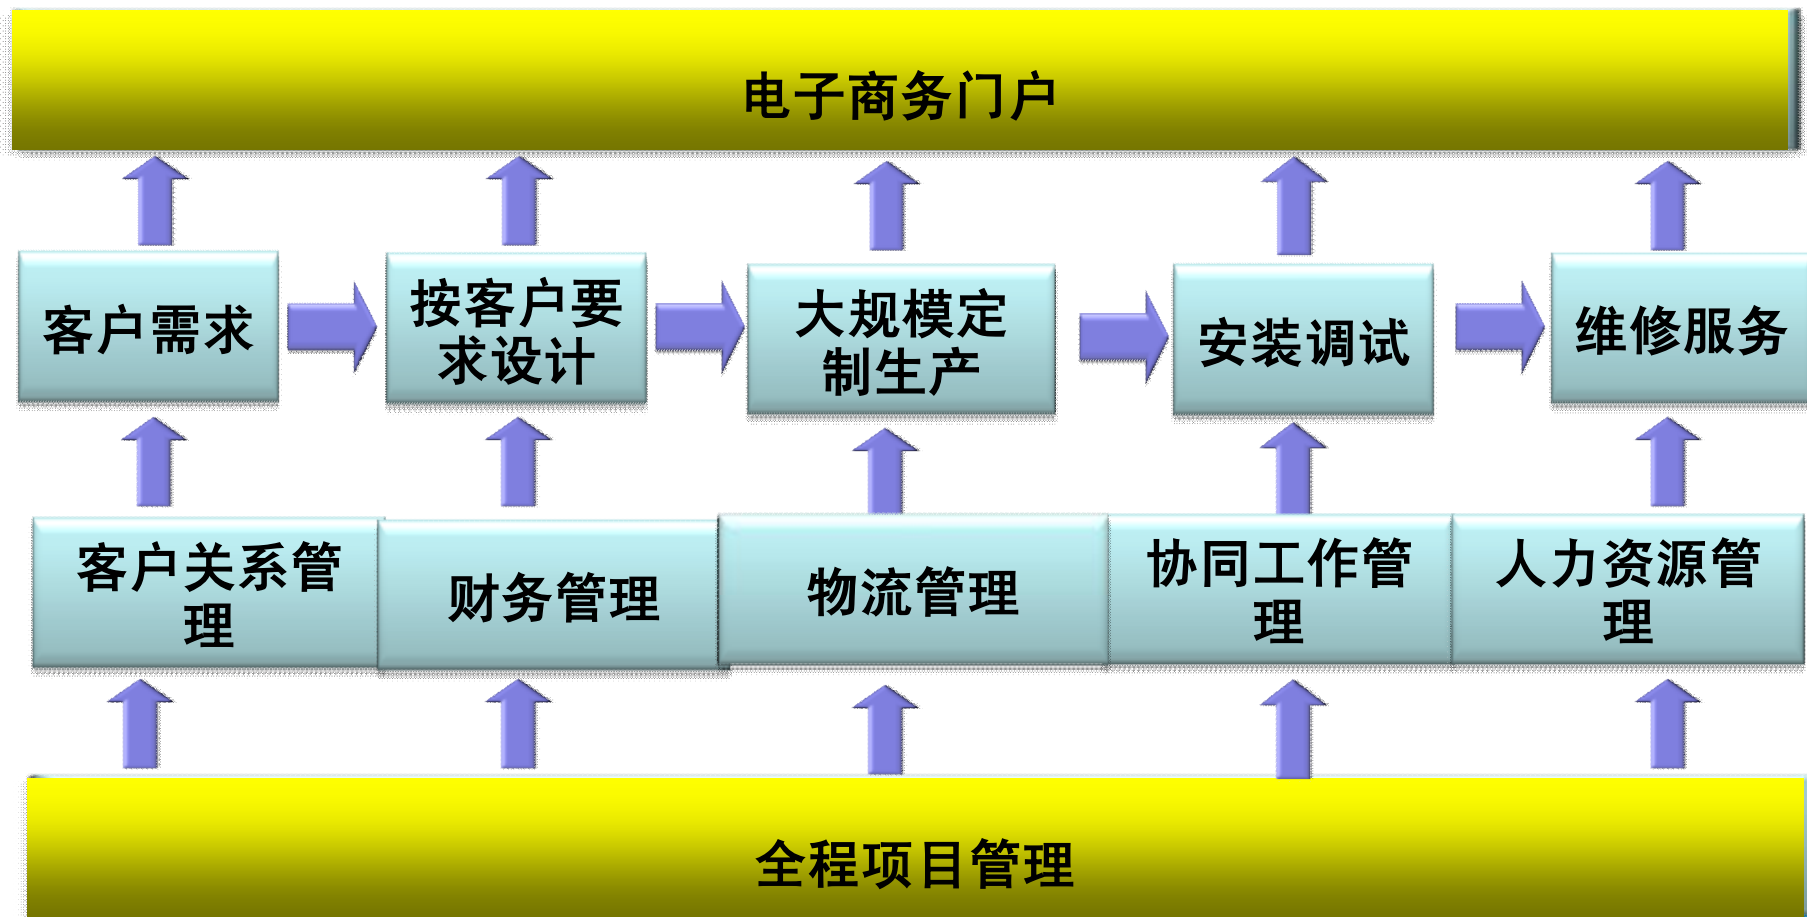 电子商务门户
客户需求
按客户要
求设计
大规模定
制生产
安装调试
维修服务
客户关系管
理
财务管理
物流管理
协同工作管
理
人力资源管
理
全程项目管理